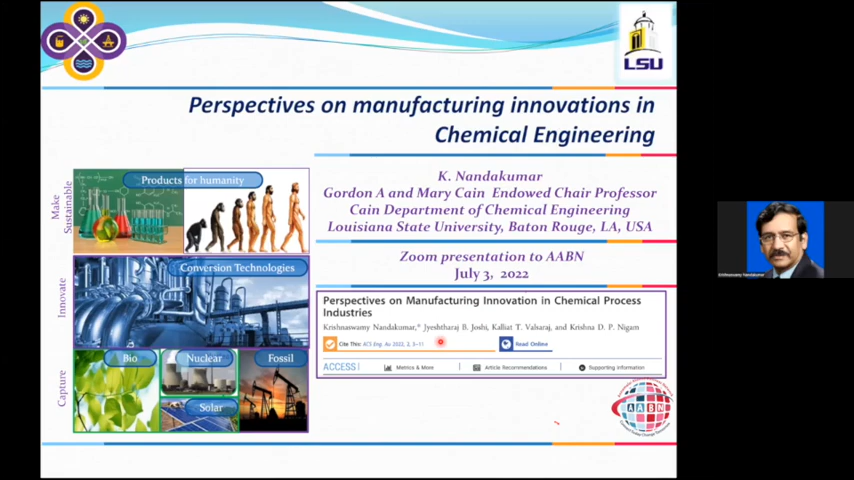 LSU
Perspectives on manufacturing innovations in
Chemical Engineering
Make
Sustainable
Products for humanity
K. Nandakumar
Gordon A and Mary Cain Endowed Chair Professor
Cain Department of Chemical Engineering
Louisiana State University, Baton Rouge, LA, USA
Zoom presentation to AABN
July 3, 2022
Innovate
Conversion Technologies
Perspectives on Manufacturing Innovation in Chemical Process
Industries
Krishnaswamy Nandakumar,* Jyeshtharaj B. Joshi, Kalliat T. Valsaraj, and Krishna D. P. Nigam
Cite This: ACS Eng. Au 2022, 2, 3–11
Read Online
ACCESS
Metrics & More
Article Recommendations
Supporting Information
Capture
Bio
Nuclear
Fossil
Solar
AABN
Krishnaswamy Nandakumar